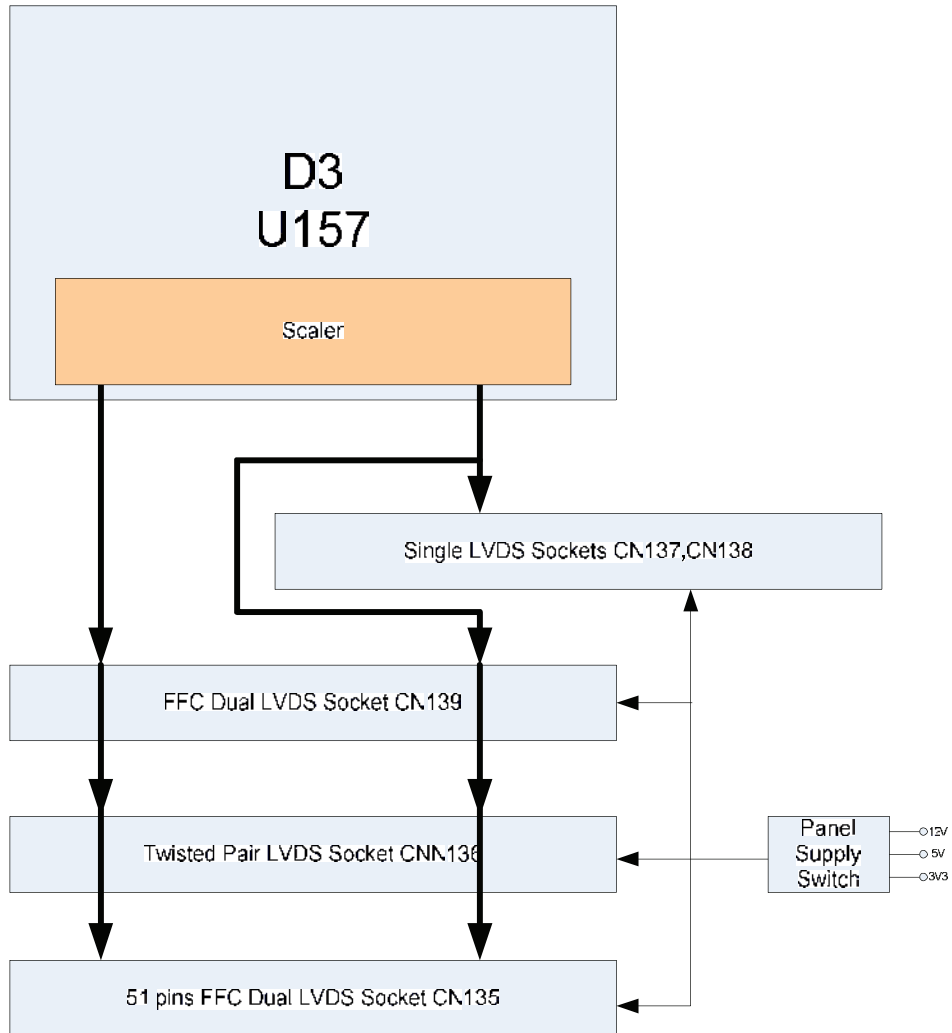 D3
U157
Scaler
Single LVDS Sockets CN137,CN138
FFC Dual LVDS Socket CN139
Twisted Pair LVDS Socket CNN136
51 pins FFC Dual LVDS Socket CN135
Panel
Supply
Switch
12V
5V
3V3